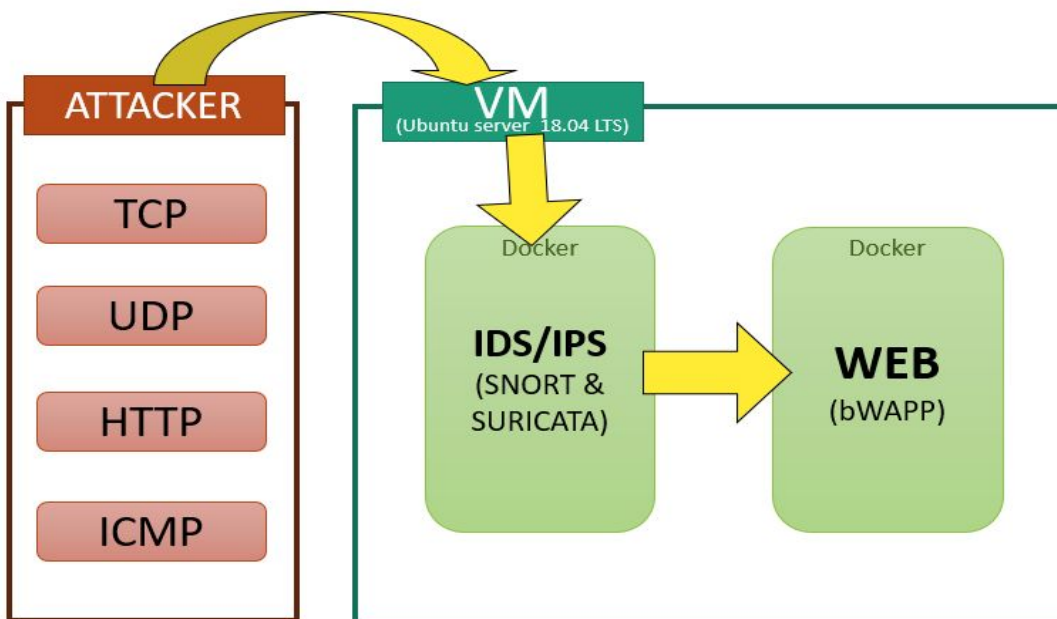 ATTACKER
TCP
UDP
HTTP
ICMP
VM
(Ubuntu server 18.04 LTS)
Docker
IDS/IPS
(SNORT &
SURICATA)
Docker
WEB
(bWAPP)